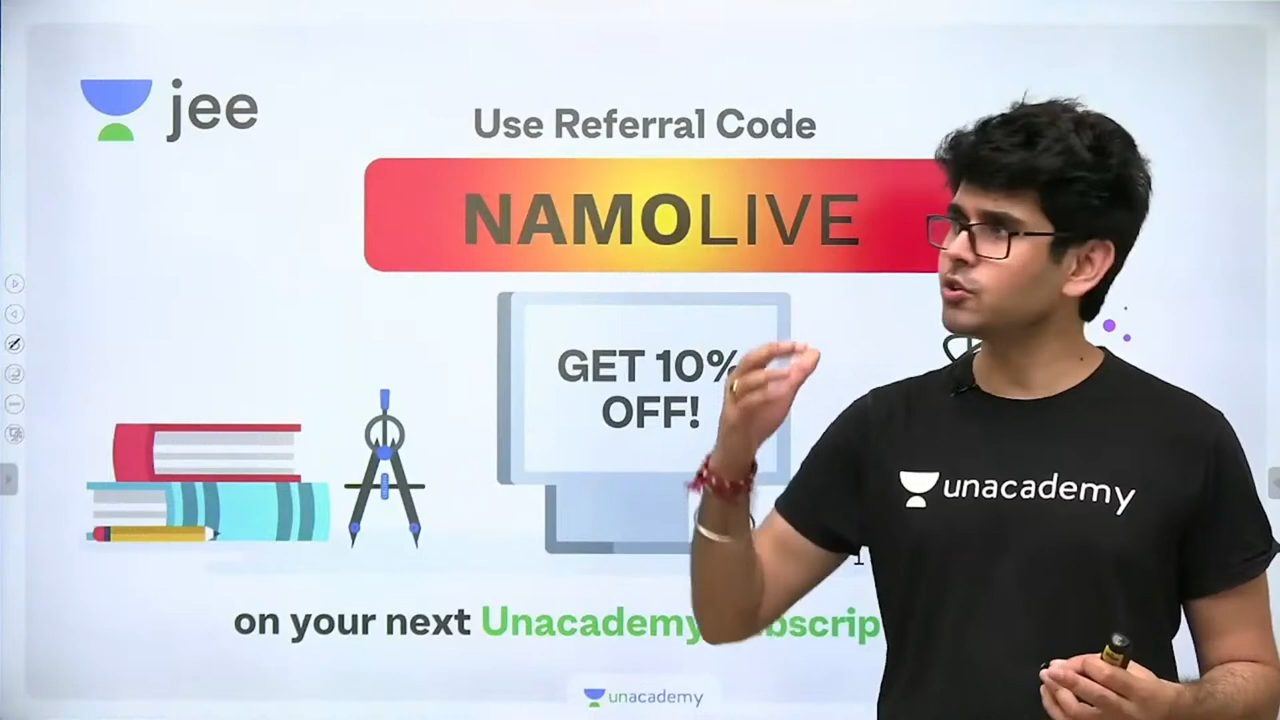 jee
Use Referral Code
NAMOLIVE
GET 10%
OFF!
unacademy
on your next Unacademy
unacademy